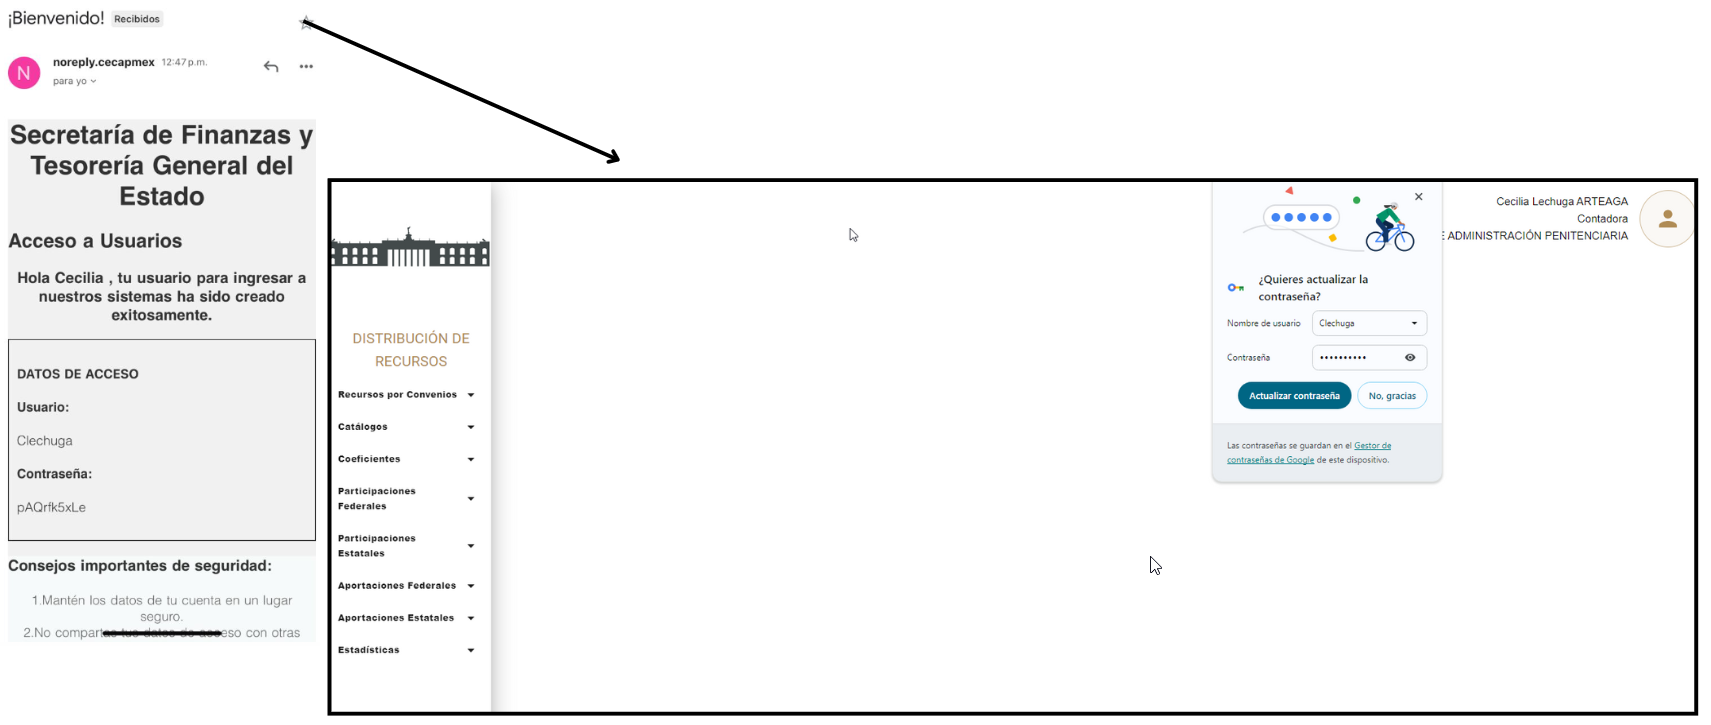 ¡Bienvenido! Recibidos
N
noreply.cecapmex 12:47 p.m.
para yo
Secretaría de Finanzas y
Tesorería General del
Estado
Acceso a Usuarios
Hola Cecilia , tu usuario para ingresar a
nuestros sistemas ha sido creado
exitosamente.
DATOS DE ACCESO
Usuario:
Clechuga
Contraseña:
pAQrfk5xLe
Consejos importantes de seguridad:
1.Mantén los datos de tu cuenta en un lugar
seguro.
2.No compartas tus datos de acceso con otras
DISTRIBUCIÓN DE
RECURSOS
Recursos por Convenios
Catálogos
Coeficientes
Participaciones
Federales
Participaciones
Estatales
Aportaciones Federales
Aportaciones Estatales
Estadísticas
¿Quieres actualizar la
contraseña?
Nombre de usuario Clechuga
Contraseña ••••••••••
Actualizar contraseña No, gracias
Las contraseñas se guardan en el Gestor de
contraseñas de Google de este dispositivo.
Cecilia Lechuga ARTEAGA
Contadora
E ADMINISTRACIÓN PENITENCIARIA